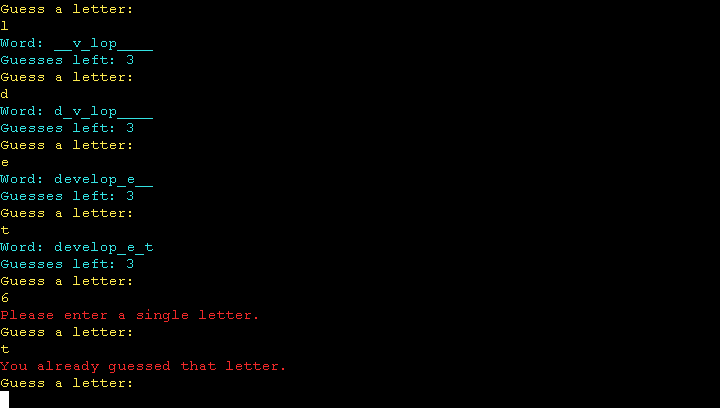 Guess a letter:
l
Word: __v_lop____
Guesses left: 3
Guess a letter:
d
Word: d_v_lop____
Guesses left: 3
Guess a letter:
e
Word: develop_e__
Guesses left: 3
Guess a letter:
t
Word: develop_e_t
Guesses left: 3
Guess a letter:
6
Please enter a single letter.
Guess a letter:
t
You already guessed that letter.
Guess a letter: